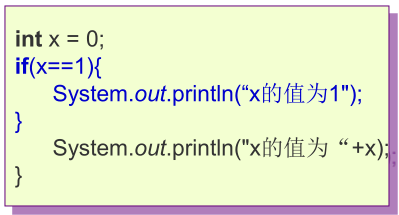 int x = 0;
if(x==1){
System.out.println(“x的值为1");
}
System.out.println("x的值为“+x);
}